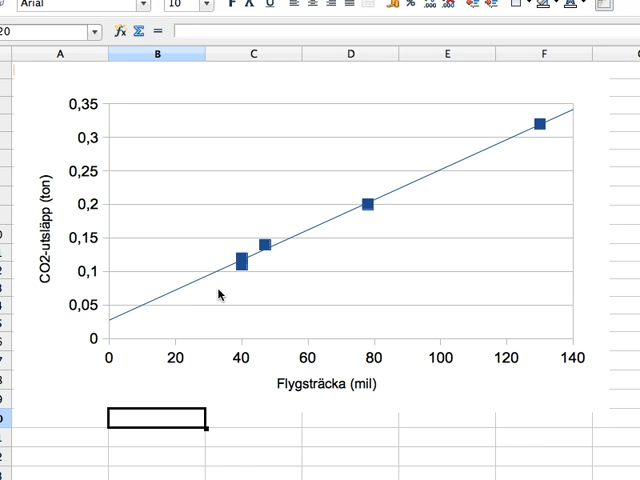 Arial
10
%
20
Σ =
A B C D E F
0,35
0,3
0,25
0,2
0,15
0,1
0,05
0
0 20 40 60 80 100 120 140
CO2-utsläpp (ton)
Flygsträcka (mil)